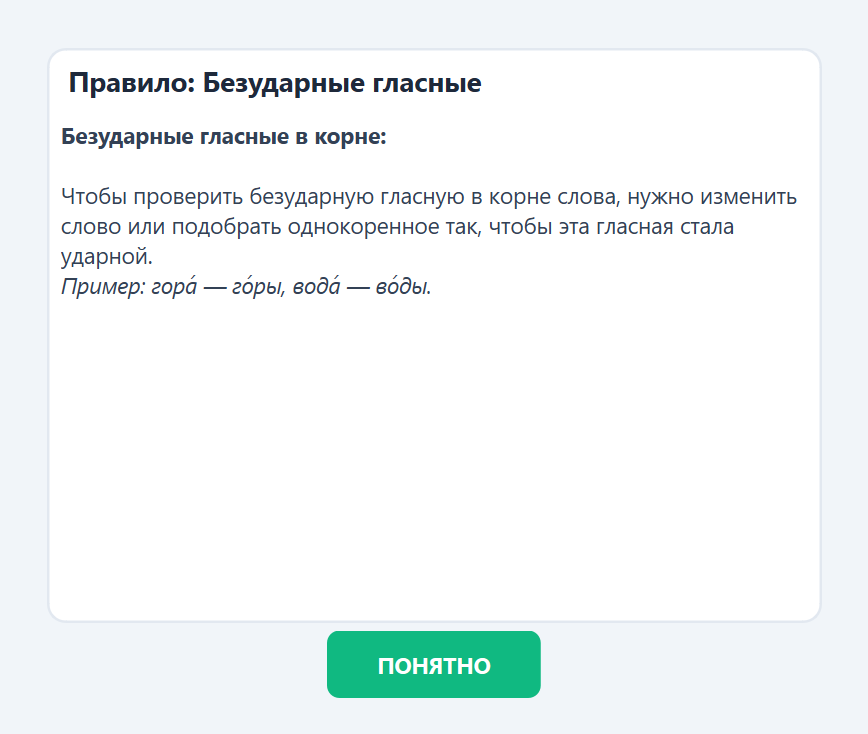 Правило: Безударные гласные
Безударные гласные в корне:
Чтобы проверить безударную гласную в корне слова, нужно изменить
слово или подобрать однокоренное так, чтобы эта гласная стала
ударной.
Пример: гора́ — го́ры, вода́ — во́ды.
ПОНЯТНО